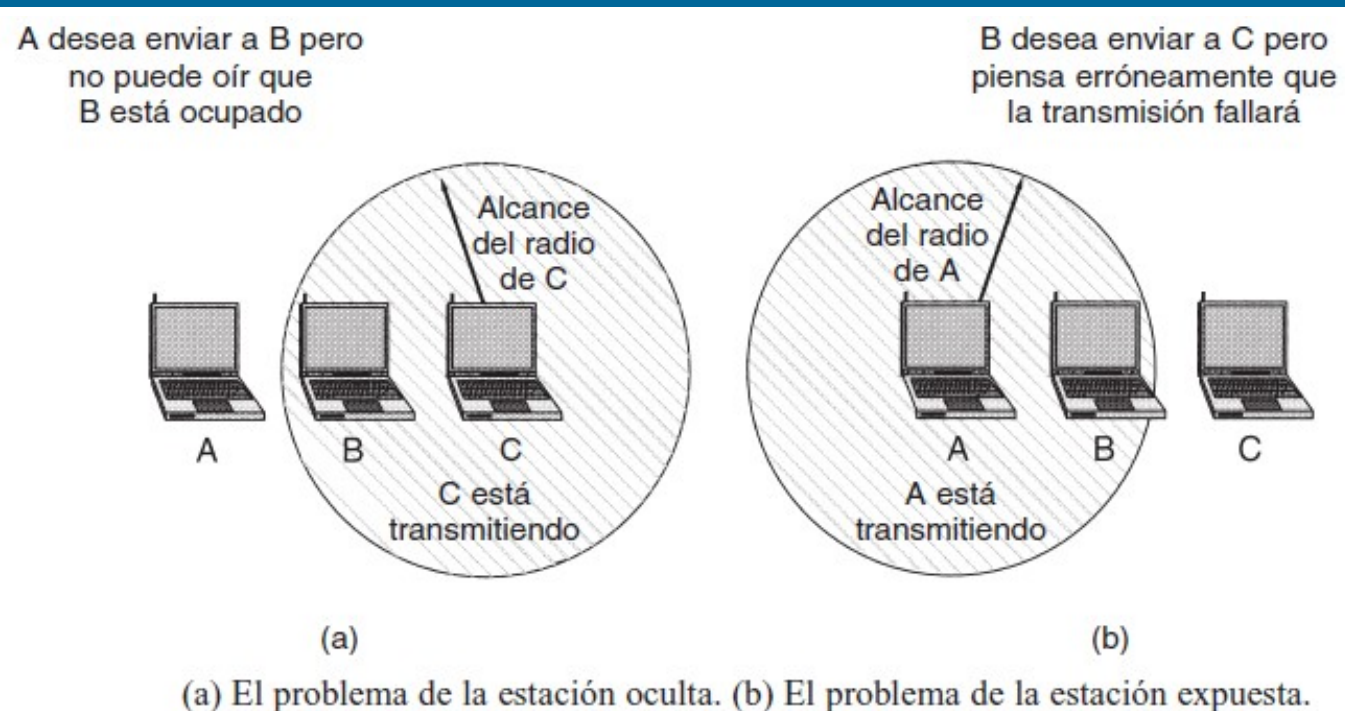 A desea enviar a B pero
no puede oír que
B está ocupado
B desea enviar a C pero
piensa erróneamente que
la transmisión fallará
Alcance
del radio
de C
A
B
C
C está
transmitiendo
Alcance
del radio
de A
A
B
C
A está
transmitiendo
(a)
(b)
(a) El problema de la estación oculta. (b) El problema de la estación expuesta.